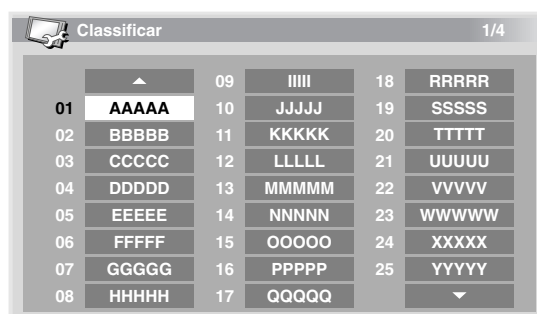 Classificar 1/4
01 AAAAA
02 BBBBB
03 CCCCC
04 DDDDD
05 EEEEE
06 FFFFF
07 GGGGG
08 HHHHH
09 IIIII
10 JJJJJ
11 KKKKK
12 LLLLL
13 MMMMM
14 NNNNN
15 OOOOO
16 PPPPP
17 QQQQQ
18 RRRRR
19 SSSSS
20 TTTTT
21 UUUUU
22 VVVVV
23 WWWWW
24 XXXXX
25 YYYYY